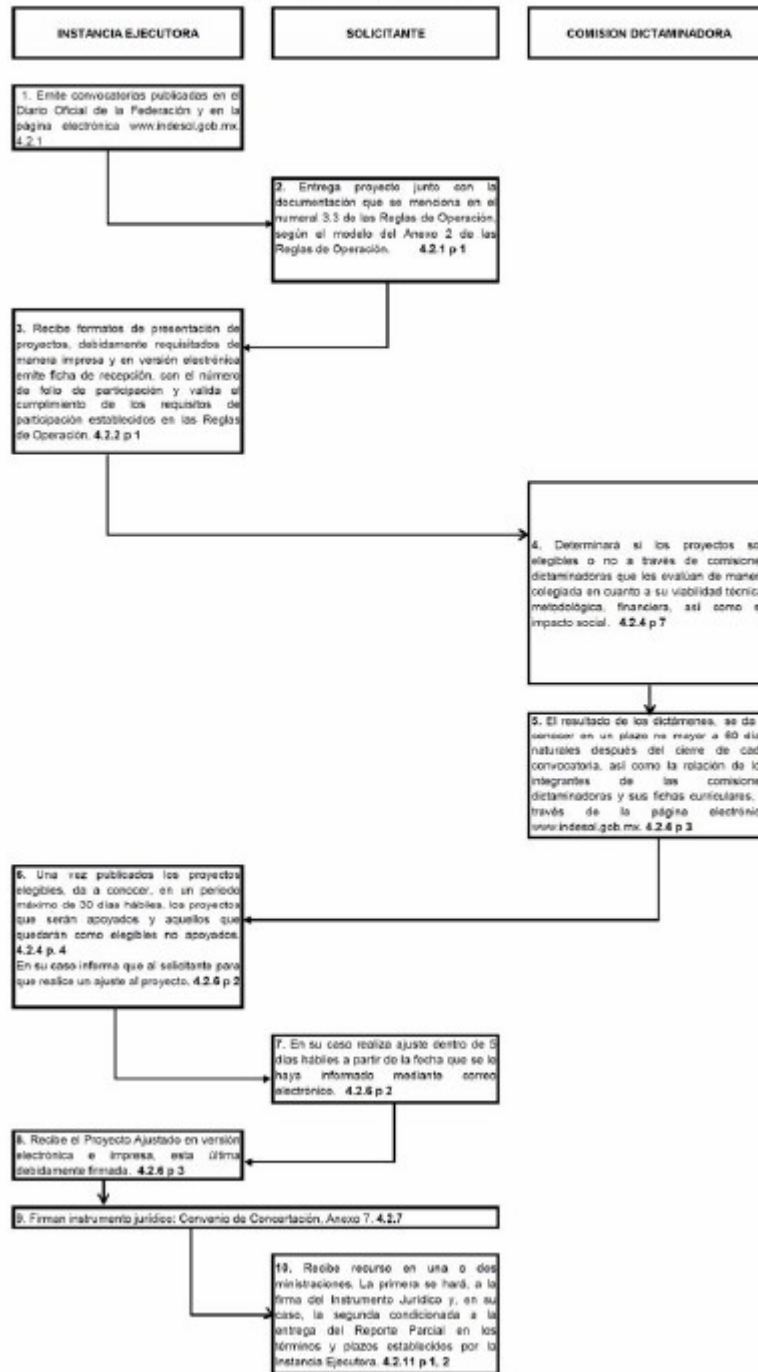 INSTANCIA EJECUTORA
SOLICITANTE
COMISION DICTAMINADORA
1. Emite convocatorias publicadas en el
Diario Oficial de la Federación y en la
página electrónica www.indesol.gob.mx.
4.2.1
2. Entrega proyecto junto con la
documentación que se menciona en el
numeral 3.3 de las Reglas de Operación,
según el modelo del Anexo 2 de las
Reglas de Operación. 4.2.1 p 1
3. Recibe formatos de presentación de
proyectos, debidamente requisitados de
manera impresa y en versión electrónica
emite ficha de recepción, con el número
de folio de participación y valida el
cumplimiento de los requisitos de
participación establecidos en las Reglas
de Operación. 4.2.2 p 1
4. Determinará si los proyectos so
elegibles o no a través de comisione
dictaminadoras que los evalúan de maner
colegiada en cuanto a su viabilidad técnica
metodológica, financiera, así como s
impacto social. 4.2.4 p 7
5. El resultado de los dictámenes, se da
conocer en un plazo no mayor a 60 día
naturales después del cierre de cad
convocatoria, así como la relación de lo
integrantes de las comisione
dictaminadoras y sus fichas curriculares,
través de la página electrónic
www.indesol.gob.mx. 4.2.4 p 3
6. Una vez publicados los proyectos
elegibles, da a conocer, en un periodo
máximo de 30 días hábiles, los proyectos
que serán apoyados y aquellos que
quedarán como elegibles no apoyados.
4.2.4 p. 4
En su caso informa que al solicitante para
que realice un ajuste al proyecto. 4.2.6 p 2
7. En su caso realiza ajuste dentro de 5
días hábiles a partir de la fecha que se le
haya informado mediante correo
electrónico. 4.2.6 p 2
8. Recibe el Proyecto Ajustado en versión
electrónica e impresa, esta última
debidamente firmada. 4.2.6 p 3
9. Firman instrumento jurídico: Convenio de Concertación, Anexo 7. 4.2.7
10. Recibe recurso en una o dos
ministraciones. La primera se hará, a la
firma del Instrumento Jurídico y, en su
caso, la segunda condicionada a la
entrega del Reporte Parcial en los
términos y plazos establecidos por la
Instancia Ejecutora. 4.2.11 p 1, 2